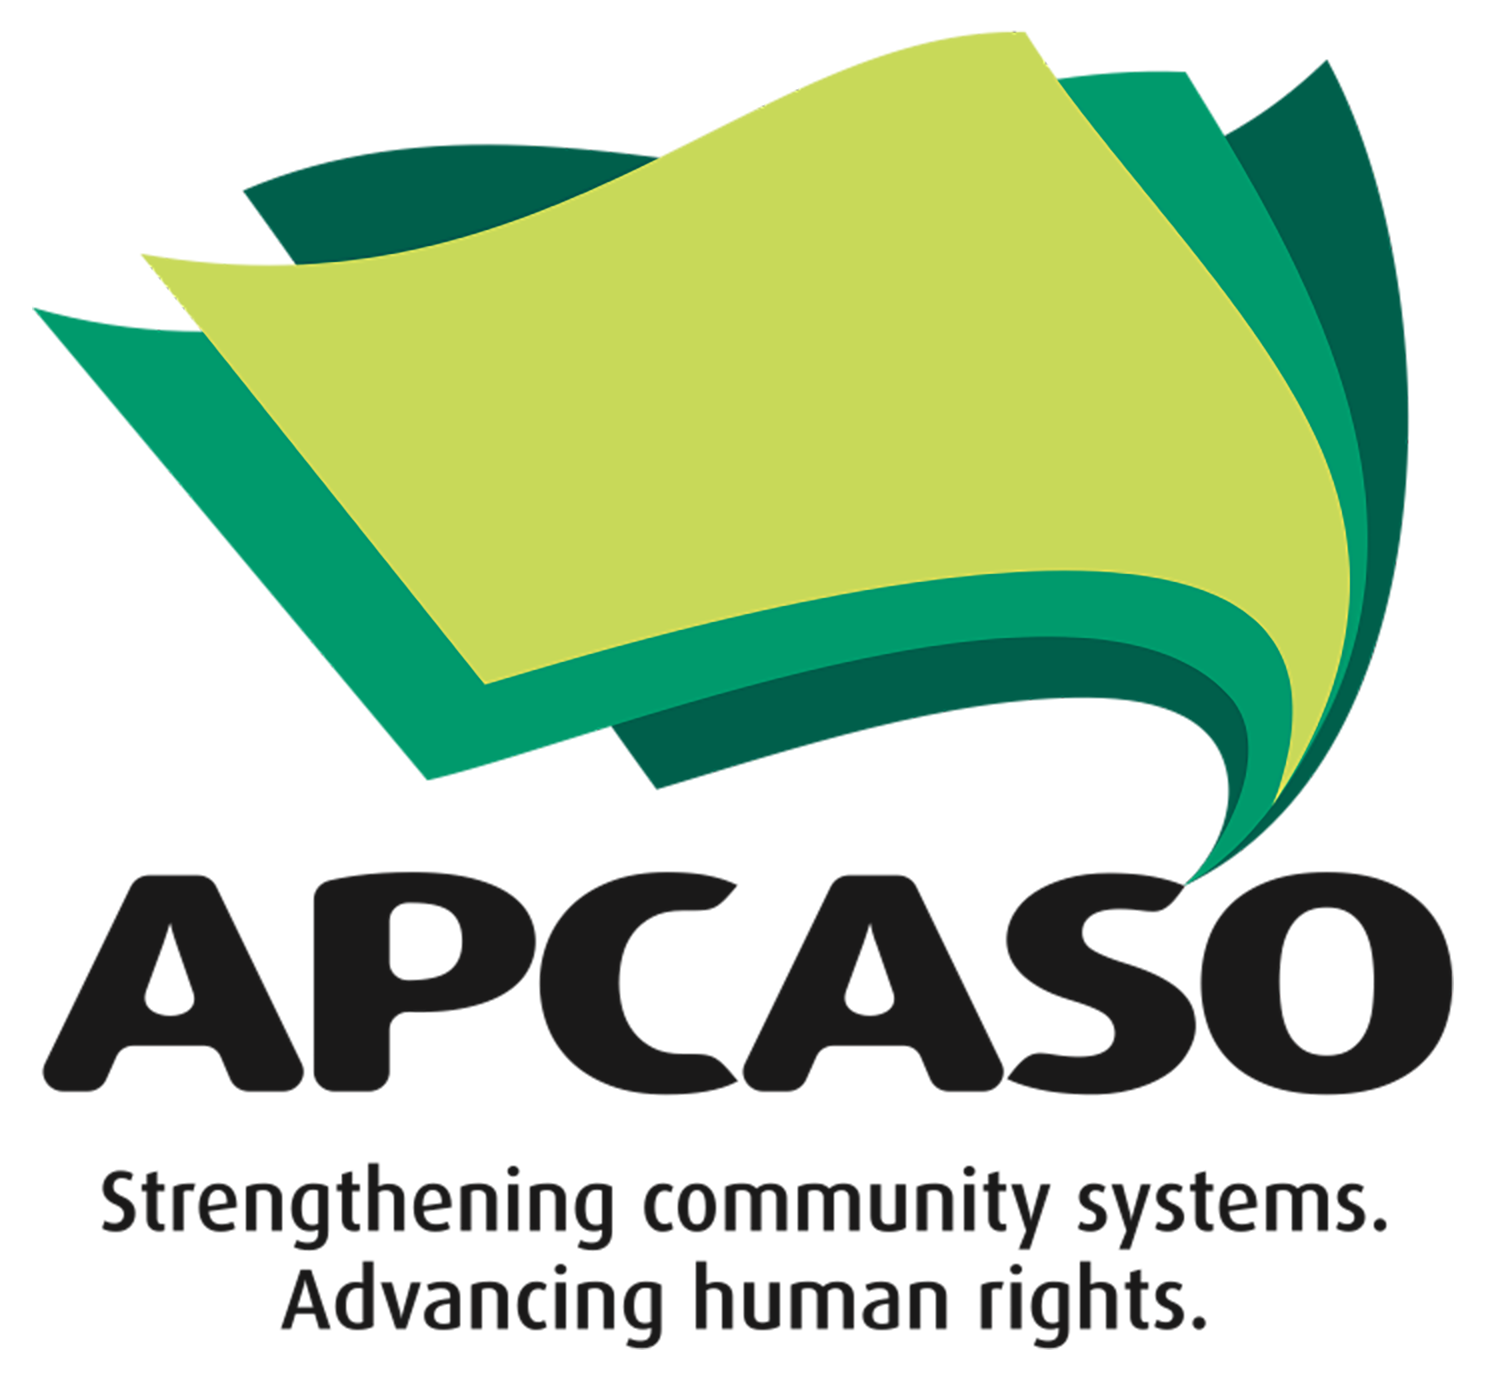 APCASO
Strengthening community systems.
Advancing human rights.